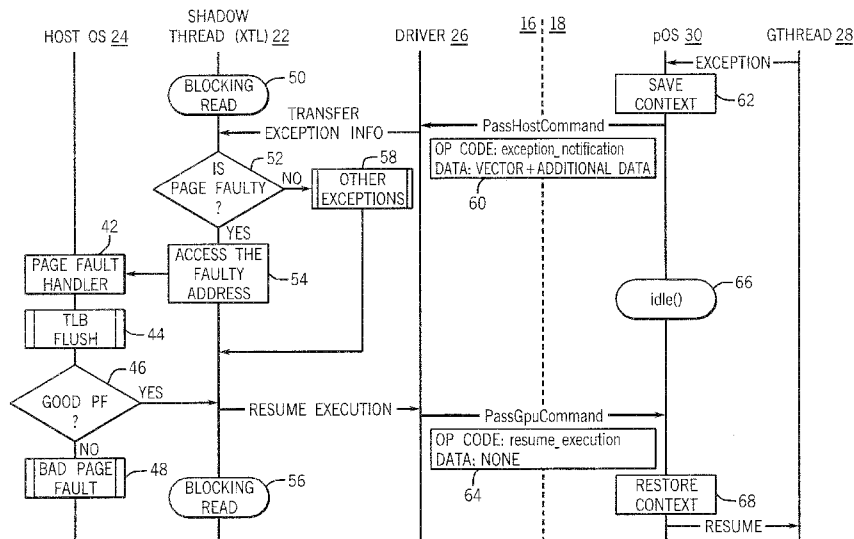 HOST OS 24
SHADOW
THREAD (XTL) 22
DRIVER 26
16 18
pOS 30
GTHREAD 28
EXCEPTION
BLOCKING
READ
50
SAVE
CONTEXT
62
TRANSFER
EXCEPTION INFO
PassHostCommand
OP CODE: exception_notification
DATA: VECTOR+ADDITIONAL DATA
60
IS
PAGE FAULTY
?
52
NO
58
OTHER
EXCEPTIONS
YES
42
PAGE FAULT
HANDLER
ACCESS THE
FAULTY
ADDRESS
54
idle()
66
TLB
FLUSH
44
46
GOOD PF
?
YES
RESUME EXECUTION
PassGpuCommand
OP CODE: resume_execution
DATA: NONE
64
NO
BAD PAGE
FAULT
48
BLOCKING
READ
56
RESTORE
CONTEXT
68
RESUME